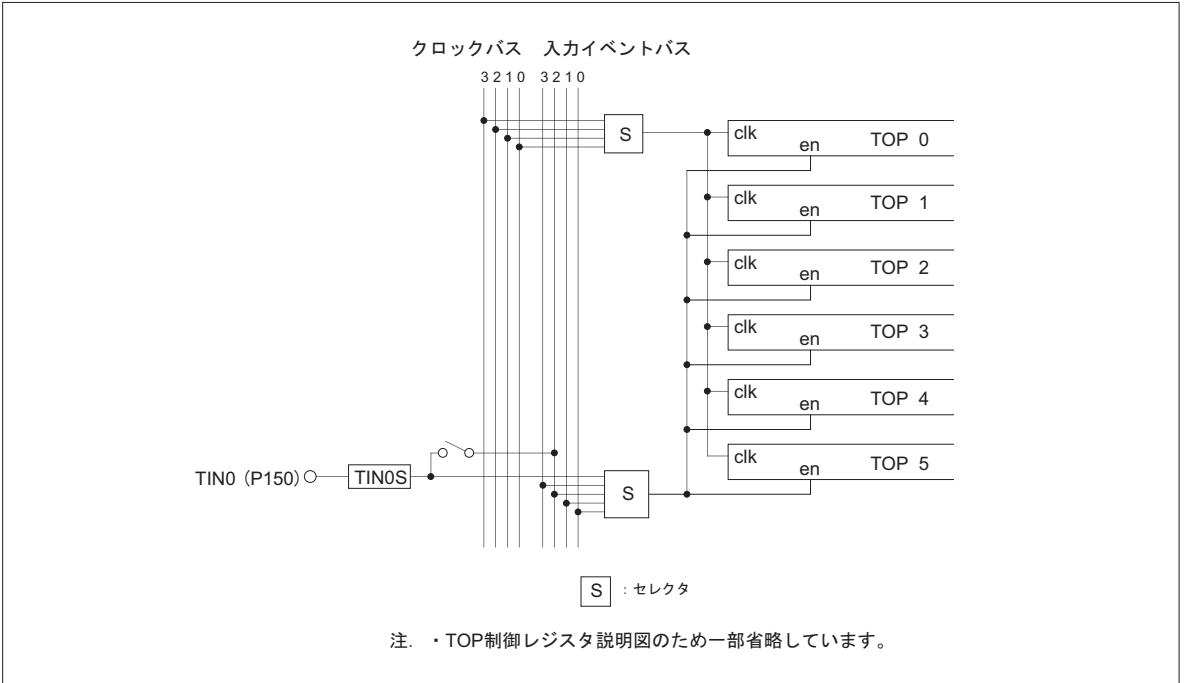 クロックバス 入力イベントバス
3 2 1 0 3 2 1 0
S
clk en TOP 0
clk en TOP 1
clk en TOP 2
clk en TOP 3
clk en TOP 4
clk en TOP 5
TIN0（P150） TIN0S
S
S ：セレクタ
注. ・TOP制御レジスタ説明図のため一部省略しています。